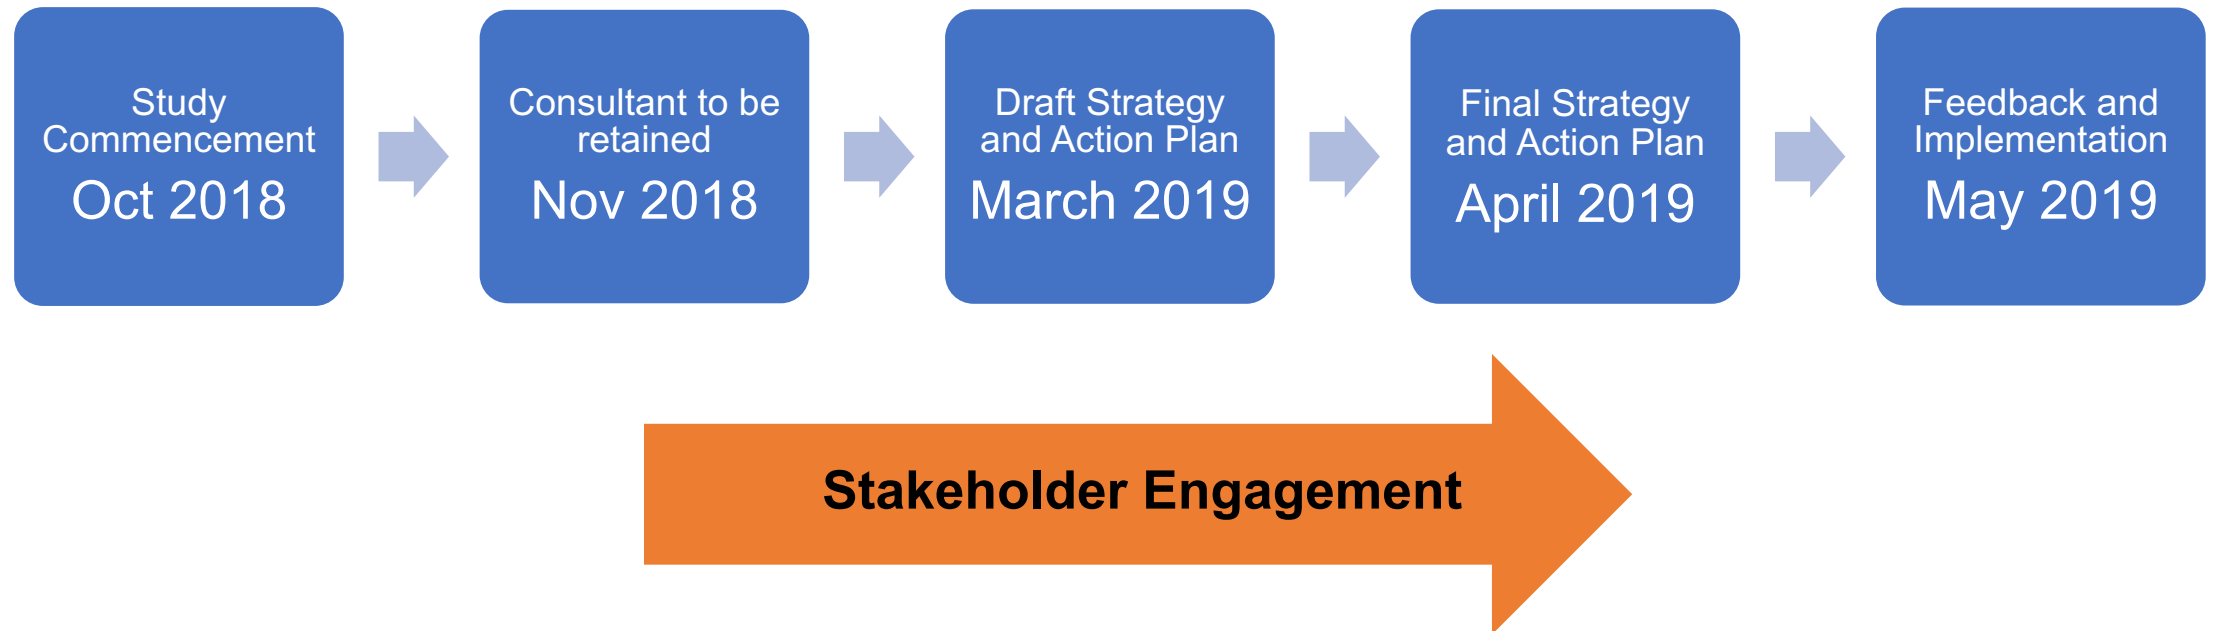 Study
Commencement
Oct 2018
Consultant to be
retained
Nov 2018
Draft Strategy
and Action Plan
March 2019
Final Strategy
and Action Plan
April 2019
Feedback and
Implementation
May 2019
Stakeholder Engagement